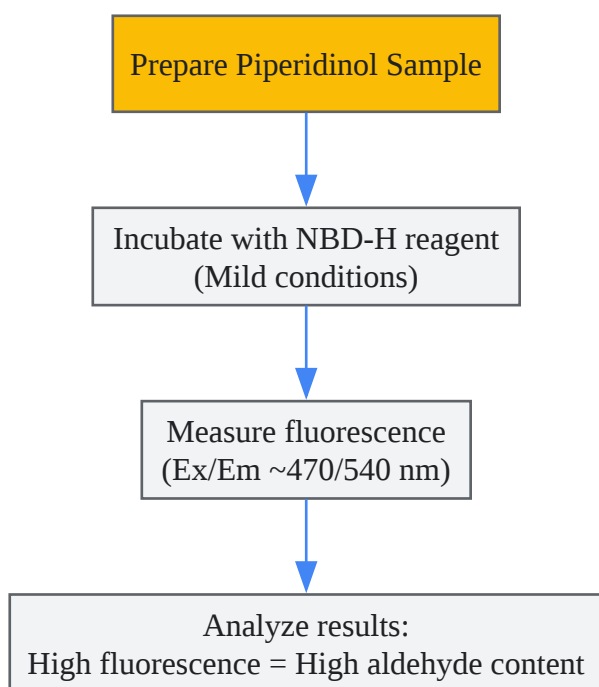 Prepare Piperidinol Sample
Incubate with NBD-H reagent
(Mild conditions)
Measure fluorescence
(Ex/Em ~470/540 nm)
Analyze results:
High fluorescence = High aldehyde content